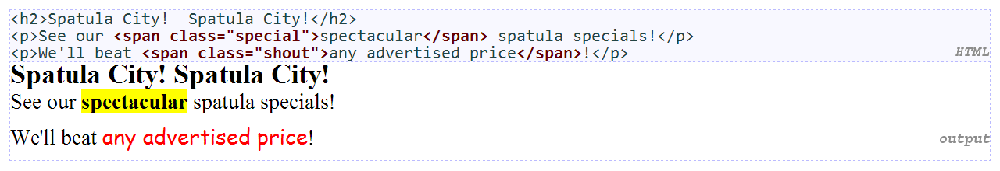 <h2>Spatula City!  Spatula City!</h2>
<p>See our <span class="special">spectacular</span> spatula specials!</p>
<p>We'll beat <span class="shout">any advertised price</span>!</p>
HTML
Spatula City! Spatula City!
See our spectacular spatula specials!
We'll beat any advertised price!
output